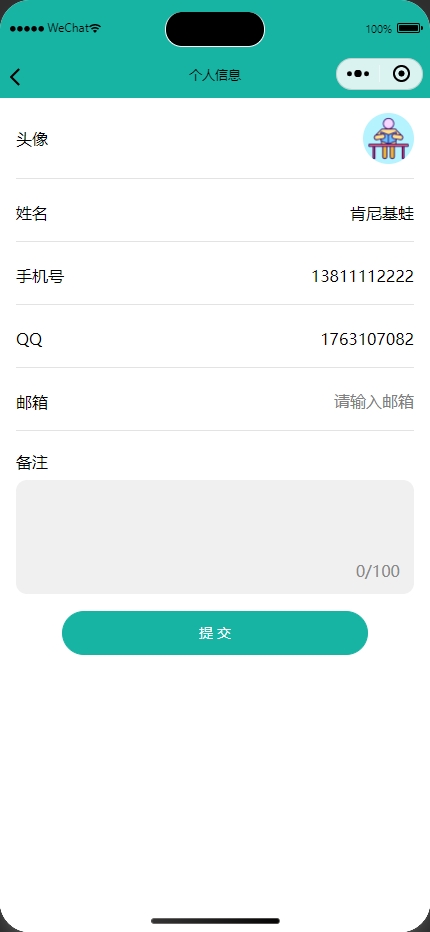 ●●●●● WeChat 100%
个人信息
头像
姓名 肯尼基蛙
手机号 13811112222
QQ 1763107082
邮箱 请输入邮箱
备注
0/100
提 交